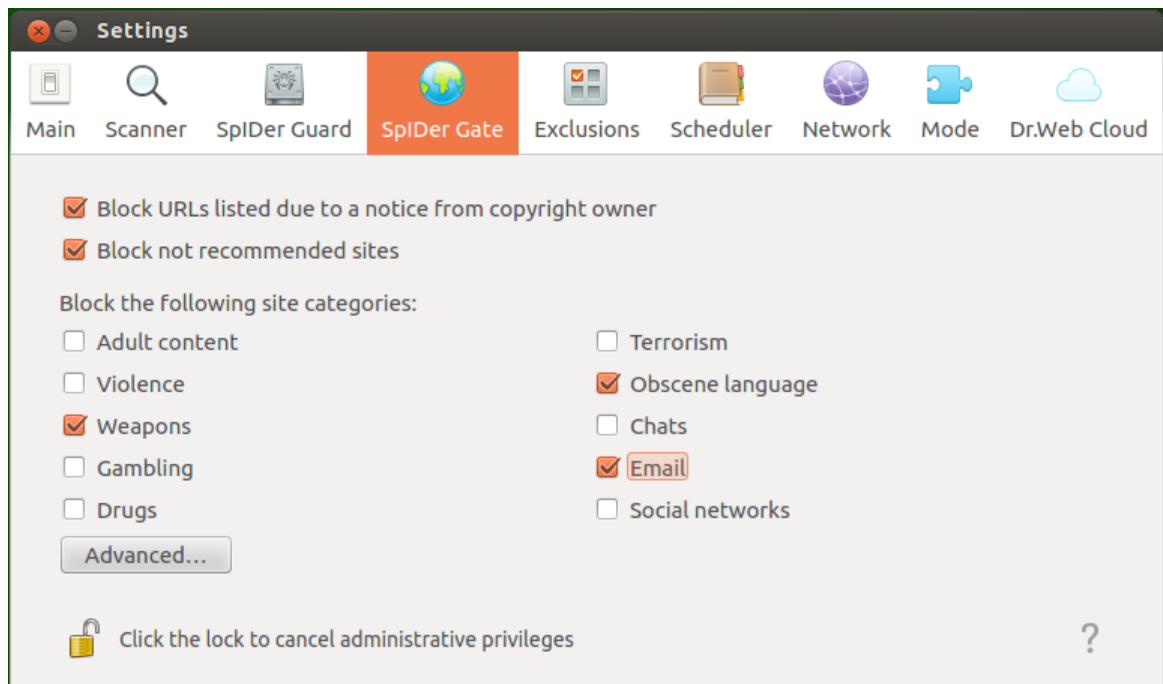 Settings
Main Scanner SpIDer Guard SpIDer Gate Exclusions Scheduler Network Mode Dr.Web Cloud
Block URLs listed due to a notice from copyright owner
Block not recommended sites
Block the following site categories:
Adult content Terrorism
Violence Obscene language
Weapons Chats
Gambling Email
Drugs Social networks
Advanced...
Click the lock to cancel administrative privileges ?